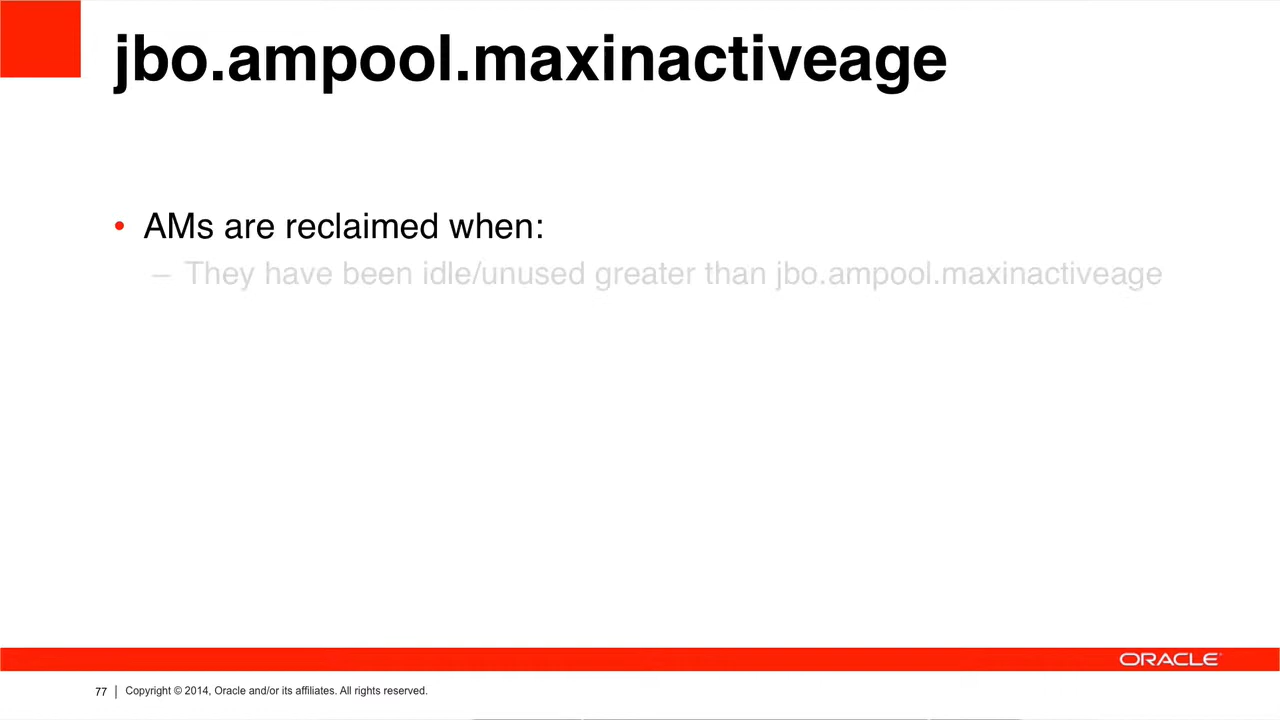 jbo.ampool.maxinactiveage
• AMs are reclaimed when:
– They have been idle/unused greater than jbo.ampool.maxinactiveage
ORACLE
77 | Copyright © 2014, Oracle and/or its affiliates. All rights reserved.